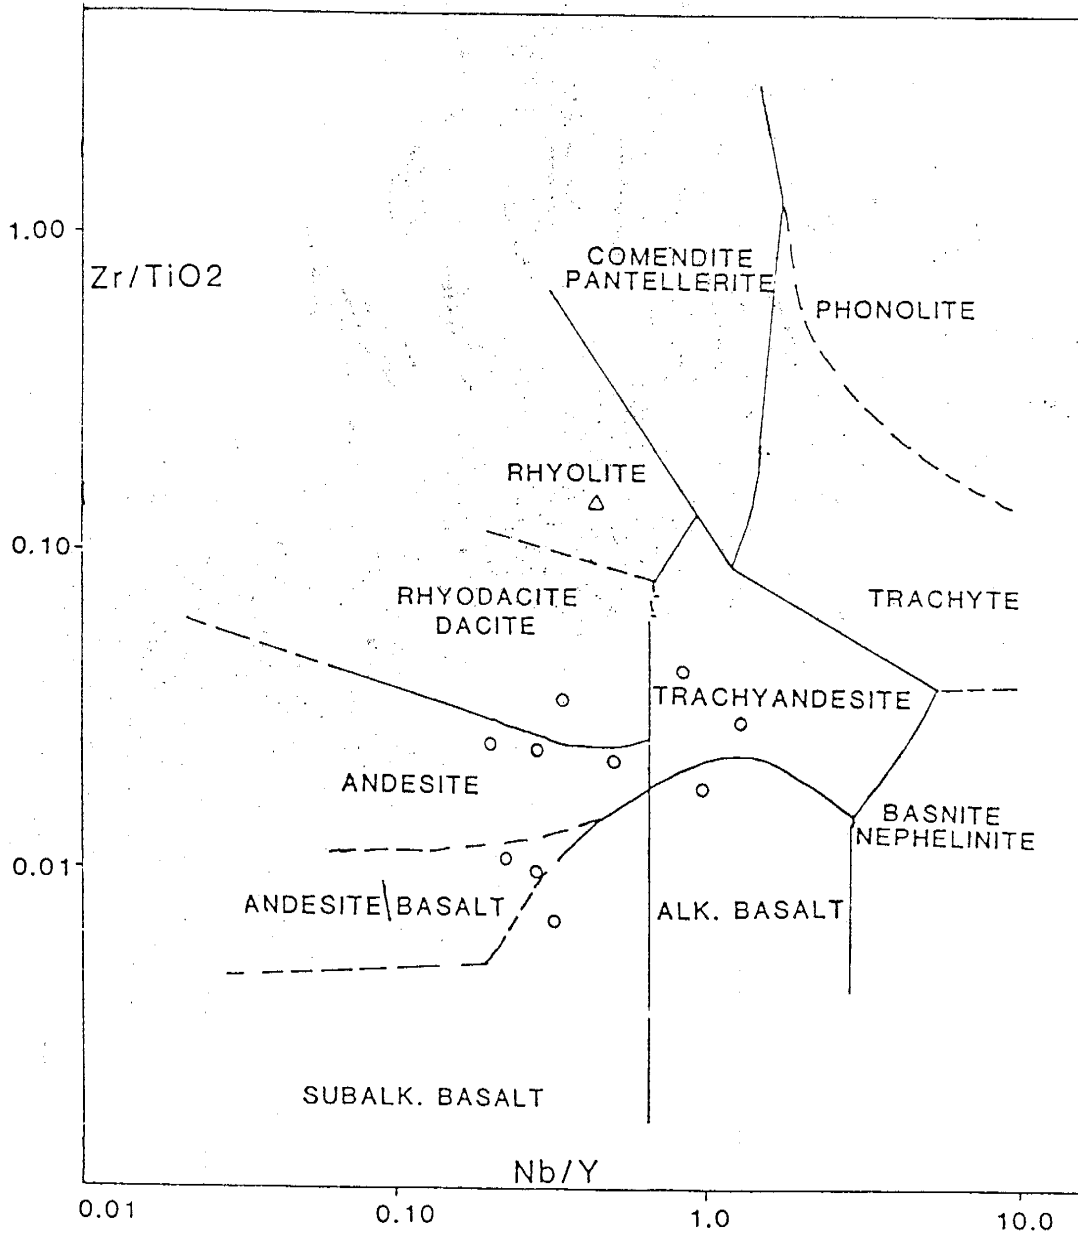 1.00
Zr/TiO2
COMENDITE
PANTELLERITE
PHONOLITE
RHYOLITE
0.10
RHYODACITE
DACITE
TRACHYTE
TRACHYANDESITE
ANDESITE
BASNITE
NEPHELINITE
0.01
ANDESITE\BASALT
ALK. BASALT
SUBALK. BASALT
Nb/Y
0.01
0.10
1.0
10.0